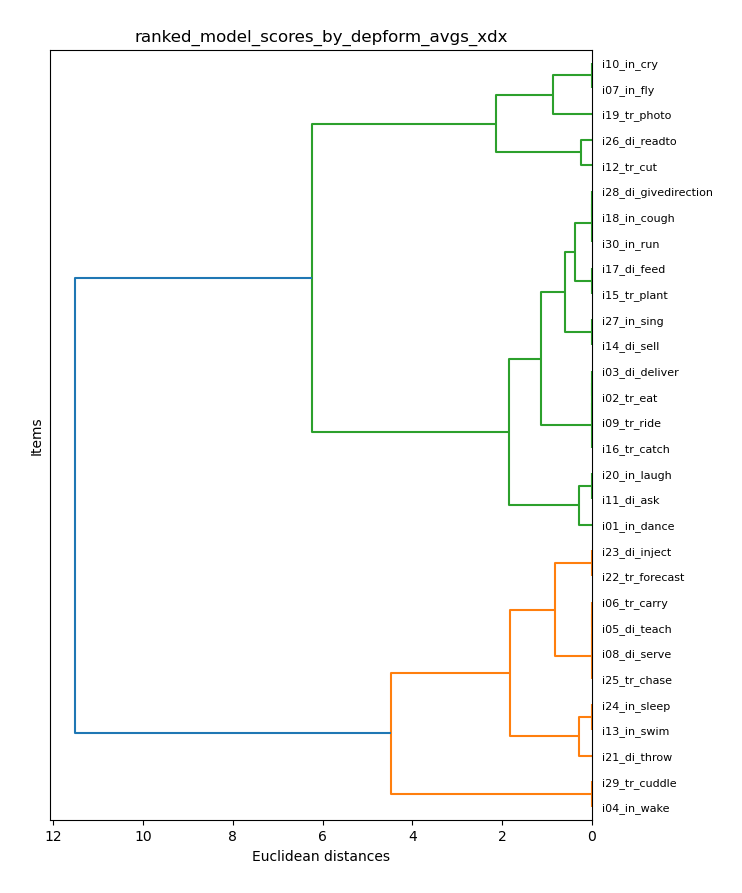 ranked_model_scores_by_depform_avgs_xdx
i10_in_cry
i07_in_fly
i19_tr_photo
i26_di_readto
i12_tr_cut
i28_di_givedirection
i18_in_cough
i30_in_run
i17_di_feed
i15_tr_plant
i27_in_sing
i14_di_sell
i03_di_deliver
i02_tr_eat
i09_tr_ride
i16_tr_catch
i20_in_laugh
i11_di_ask
i01_in_dance
i23_di_inject
i22_tr_forecast
i06_tr_carry
i05_di_teach
i08_di_serve
i25_tr_chase
i24_in_sleep
i13_in_swim
i21_di_throw
i29_tr_cuddle
i04_in_wake
Items
12 10 8 6 4 2 0
Euclidean distances